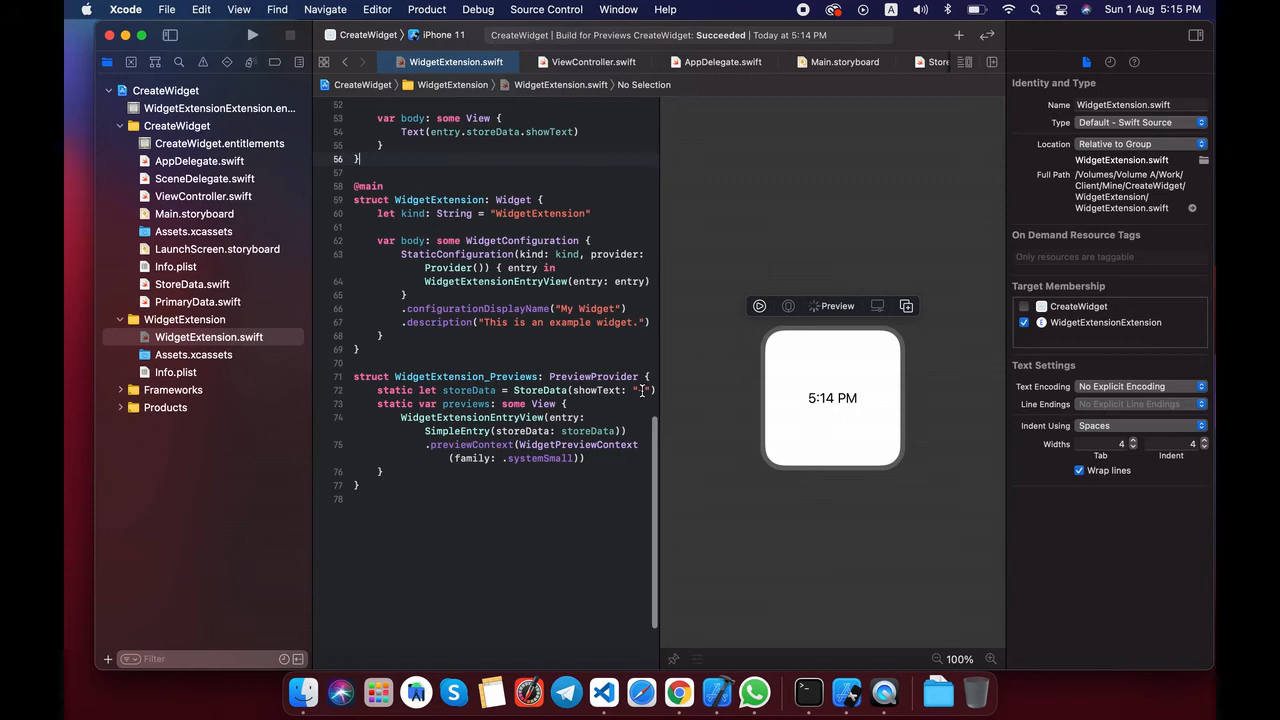 Xcode File Edit View Find Navigate Editor Product Debug Source Control Window Help A Sun 1 Aug 5:15 PM
CreateWidget iPhone 11 CreateWidget | Build for Previews CreateWidget: Succeeded | Today at 5:14 PM
WidgetExtension.swift ViewController.swift AppDelegate.swift Main.storyboard Store
CreateWidget WidgetExtension WidgetExtension.swift No Selection
CreateWidget
WidgetExtensionExtension.en...
CreateWidget
CreateWidget.entitlements
AppDelegate.swift
SceneDelegate.swift
ViewController.swift
Main.storyboard
Assets.xcassets
LaunchScreen.storyboard
Info.plist
StoreData.swift
PrimaryData.swift
WidgetExtension
WidgetExtension.swift
Assets.xcassets
Info.plist
Frameworks
Products
Filter
52
53 var body: some View {
54 Text(entry.storeData.showText)
55 }
56 }
57
58 @main
59 struct WidgetExtension: Widget {
60 let kind: String = "WidgetExtension"
61
62 var body: some WidgetConfiguration {
63 StaticConfiguration(kind: kind, provider:
Provider()) { entry in
64 WidgetExtensionEntryView(entry: entry)
65 }
66 .configurationDisplayName("My Widget")
67 .description("This is an example widget.")
68 }
69 }
70
71 struct WidgetExtension_Previews: PreviewProvider {
72 static let storeData = StoreData(showText: "-")
73 static var previews: some View {
74 WidgetExtensionEntryView(entry:
SimpleEntry(storeData: storeData))
75 .previewContext(WidgetPreviewContext
(family: .systemSmall))
76 }
77 }
78
Preview
5:14 PM
100%
Identity and Type
Name WidgetExtension.swift
Type Default - Swift Source
Location Relative to Group
WidgetExtension.swift
Full Path /Volumes/Volume A/Work/
Client/Mine/CreateWidget/
WidgetExtension/
WidgetExtension.swift
On Demand Resource Tags
Only resources are taggable
Target Membership
CreateWidget
E WidgetExtensionExtension
Text Settings
Text Encoding No Explicit Encoding
Line Endings No Explicit Line Endings
Indent Using Spaces
Widths 4 4
Tab Indent
Wrap lines